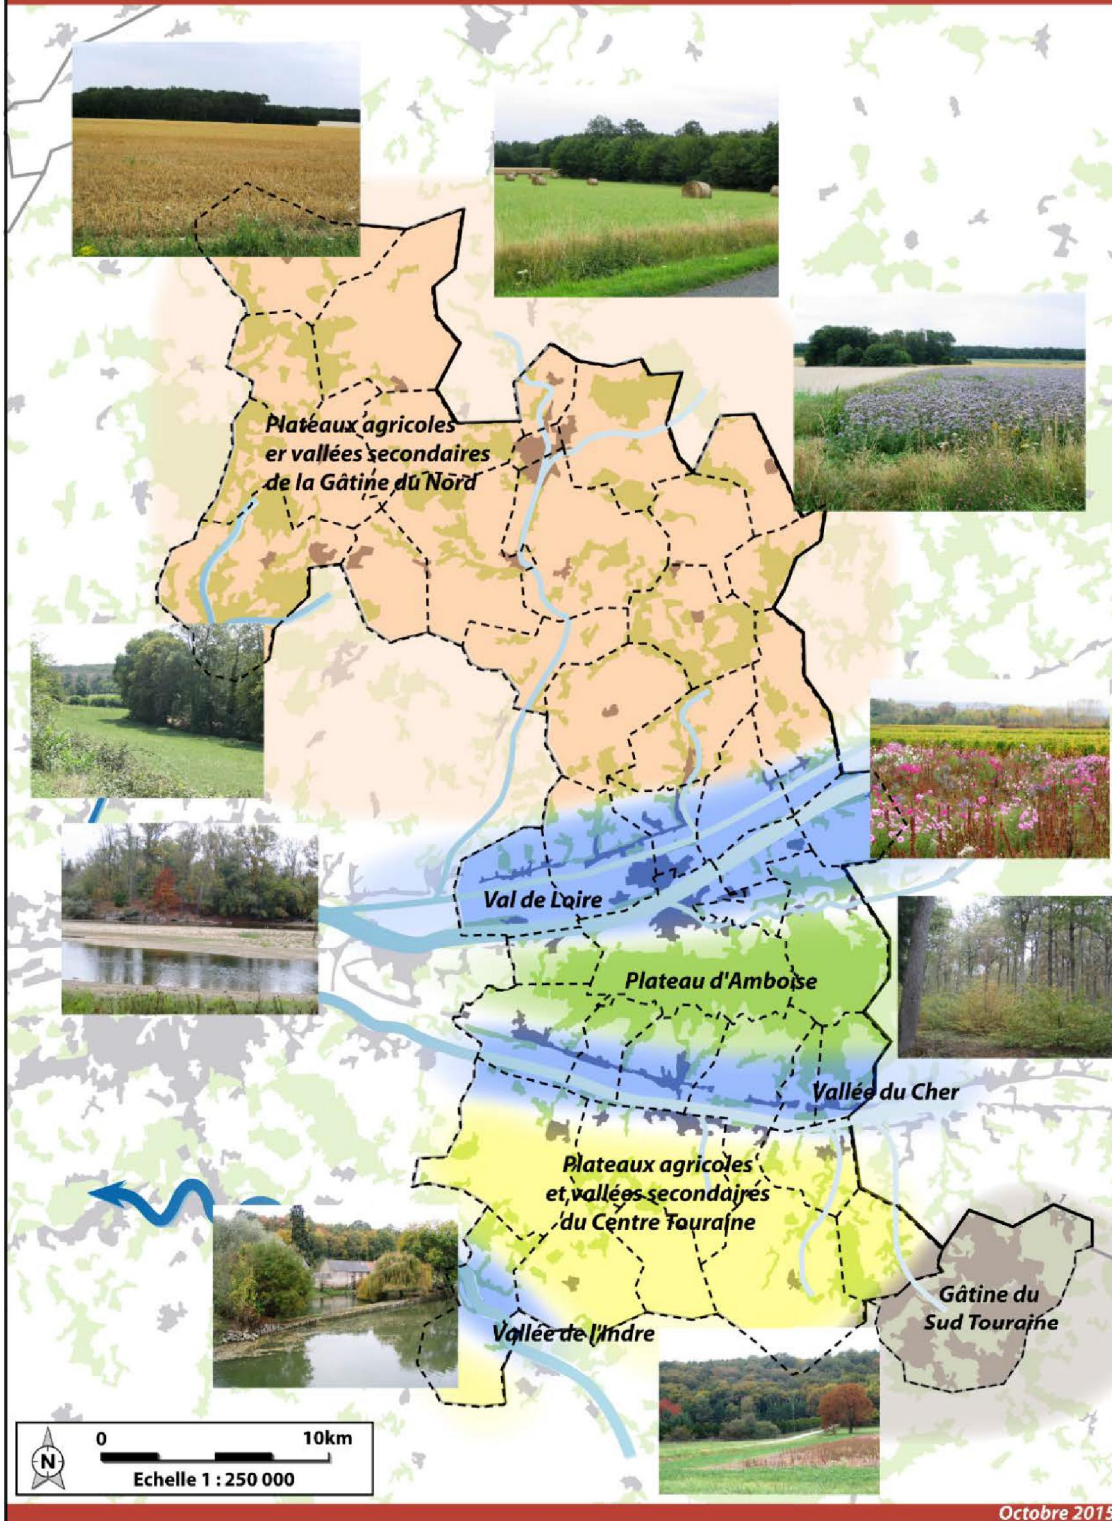 Plateaux agricoles
er vallées secondaires
de la Gâtine du Nord
Val de Loire
Plateau d'Amboise
Vallée du Cher
Plateaux agricoles
et vallées secondaires
du Centre Touraine
Gâtine du
Sud Touraine
Vallée de l'Indre
0 10km
N
Echelle 1 : 250 000
Octobre 2015